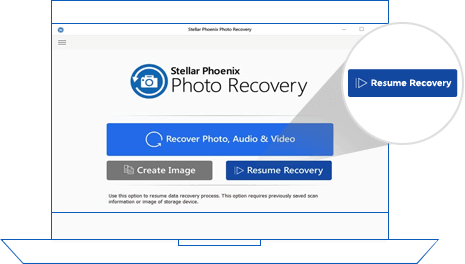 Stellar Phoenix Photo Recovery
Stellar Phoenix
Photo Recovery
Resume Recovery
Recover Photo, Audio & Video
Create Image
Resume Recovery
Use this option to resume data recovery process. This option requires previously saved scan
information or image of storage device.